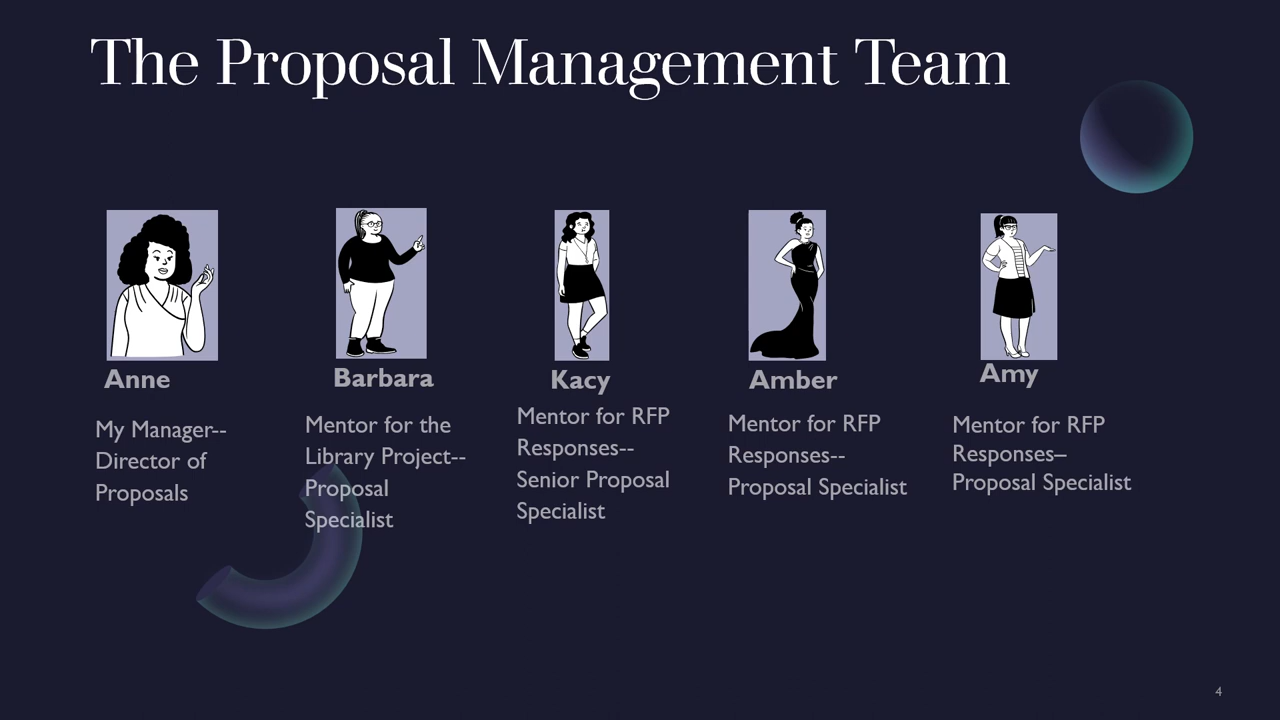 The Proposal Management Team
Anne
My Manager--
Director of
Proposals
Barbara
Mentor for the
Library Project--
Proposal
Specialist
Kacy
Mentor for RFP
Responses--
Senior Proposal
Specialist
Amber
Mentor for RFP
Responses--
Proposal Specialist
Amy
Mentor for RFP
Responses–
Proposal Specialist
4